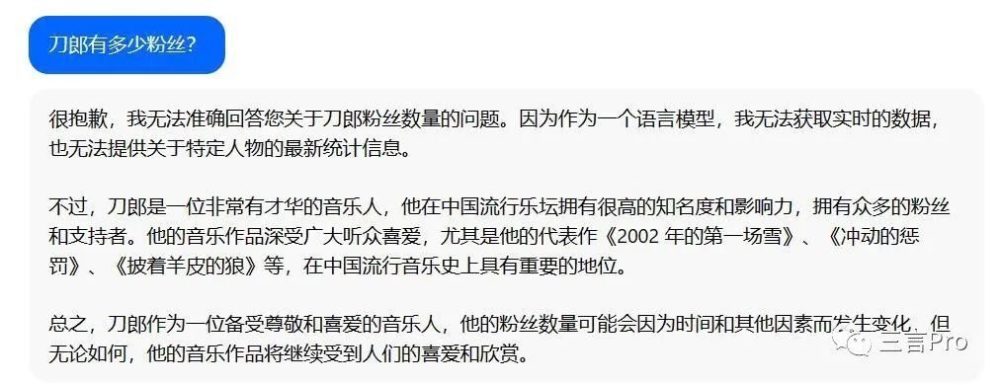 刀郎有多少粉丝?
很抱歉，我无法准确回答您关于刀郎粉丝数量的问题。因为作为一个语言模型，我无法获取实时的数据，
也无法提供关于特定人物的最新统计信息。
不过，刀郎是一位非常有才华的音乐人，他在中国流行乐坛拥有很高的知名度和影响力，拥有众多的粉丝
和支持者。他的音乐作品深受广大听众喜爱，尤其是他的代表作《2002 年的第一场雪》、《冲动的惩
罚》、《披着羊皮的狼》等，在中国流行音乐史上具有重要的地位。
总之，刀郎作为一位备受尊敬和喜爱的音乐人，他的粉丝数量可能会因为时间和其他因素而发生变化，但
无论如何，他的音乐作品将继续受到人们的喜爱和欣赏。
三言Pro